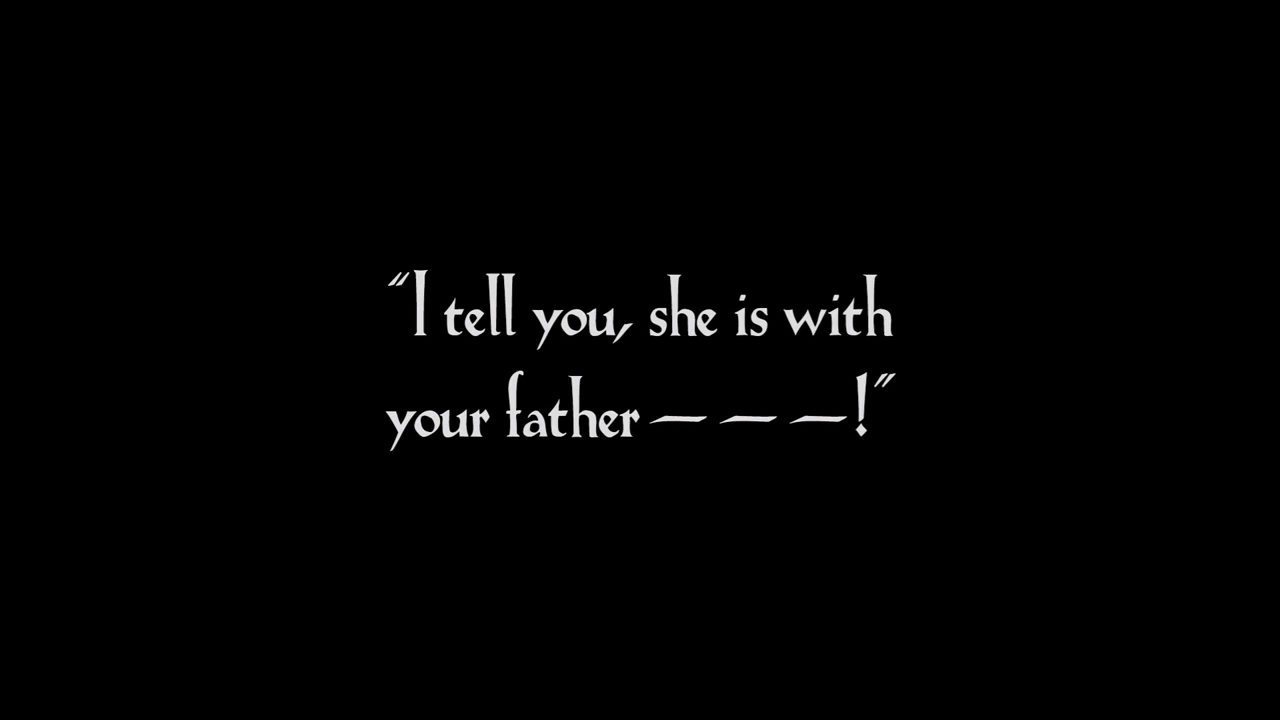 “I tell you, she is with
your father — — —!”